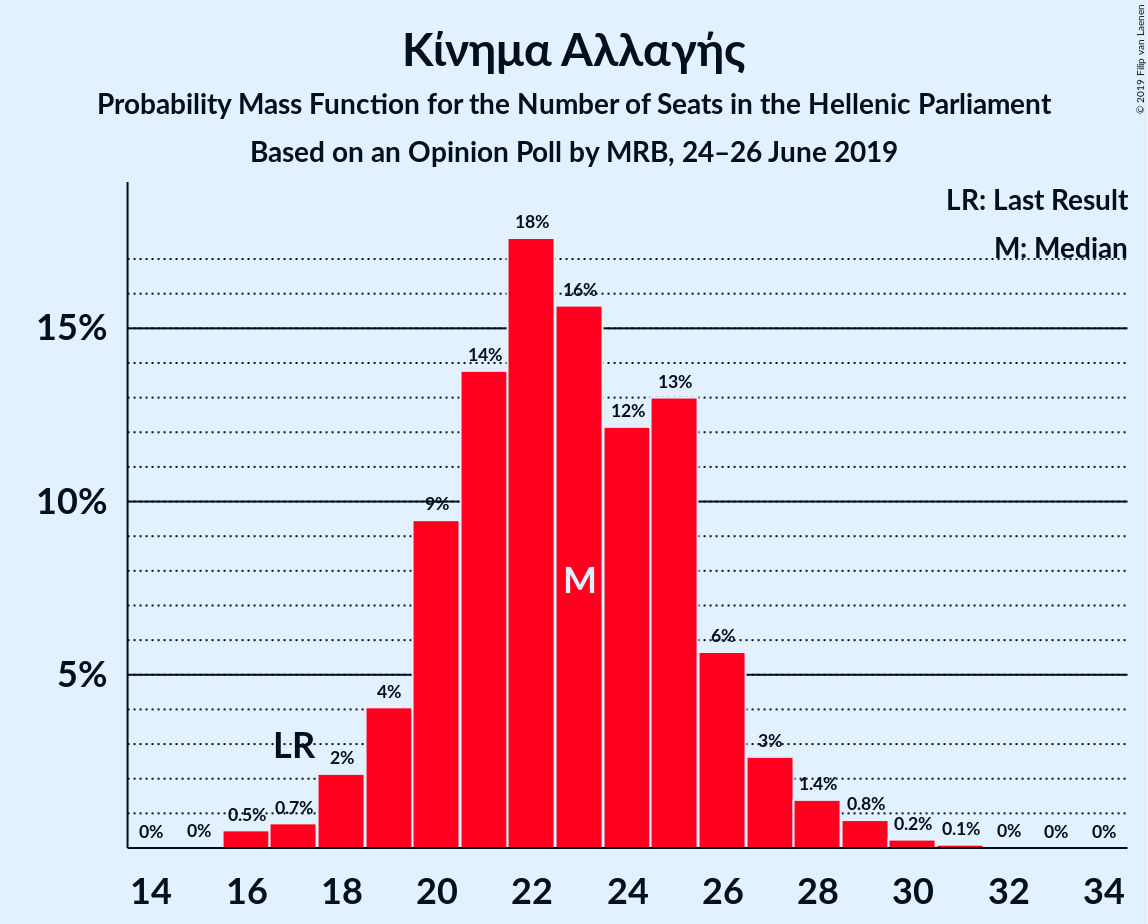 Κίνημα Αλλαγής
Probability Mass Function for the Number of Seats in the Hellenic Parliament
Based on an Opinion Poll by MRB, 24–26 June 2019
© 2019 Filip van Laenen
LR: Last Result
M: Median
15%
10%
5%
0%
0%
0.5%
0.7%
LR
2%
4%
9%
14%
18%
16%
M
12%
13%
6%
3%
1.4%
0.8%
0.2%
0.1%
0%
0%
0%
14 16 18 20 22 24 26 28 30 32 34